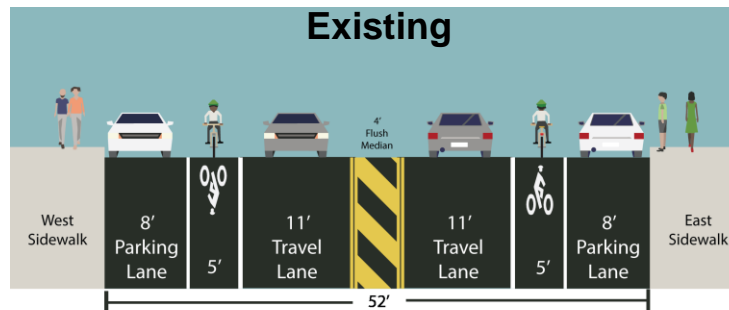 Existing
4'
Flush
Median
West
Sidewalk
8'
Parking
Lane
5'
11'
Travel
Lane
11'
Travel
Lane
5'
8'
Parking
Lane
East
Sidewalk
52'